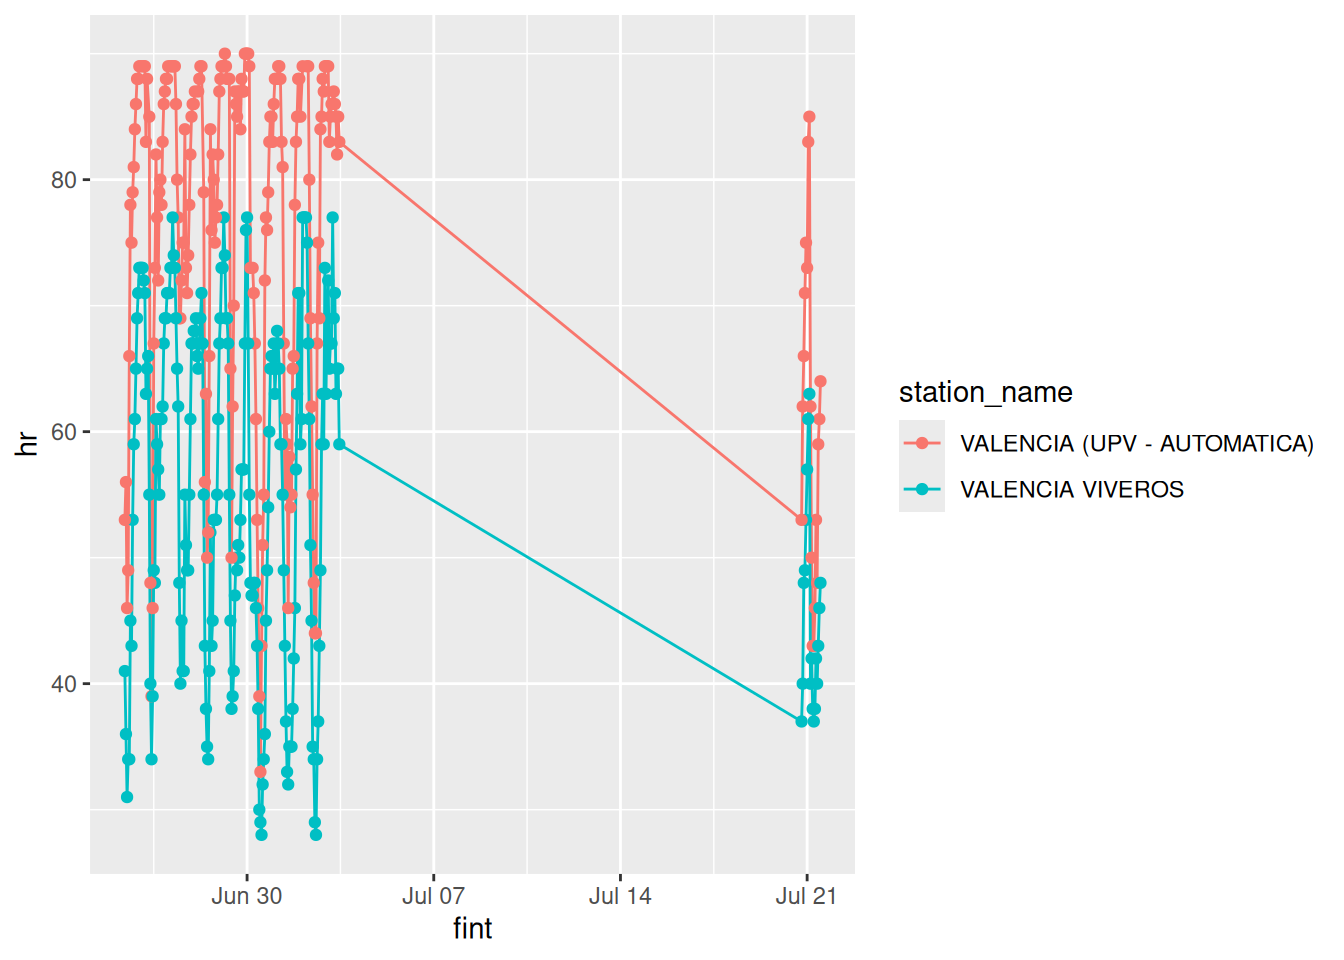 80
60
40
hr
Jun 30
Jul 07
Jul 14
Jul 21
fint
station_name
VALENCIA (UPV - AUTOMATICA)
VALENCIA VIVEROS